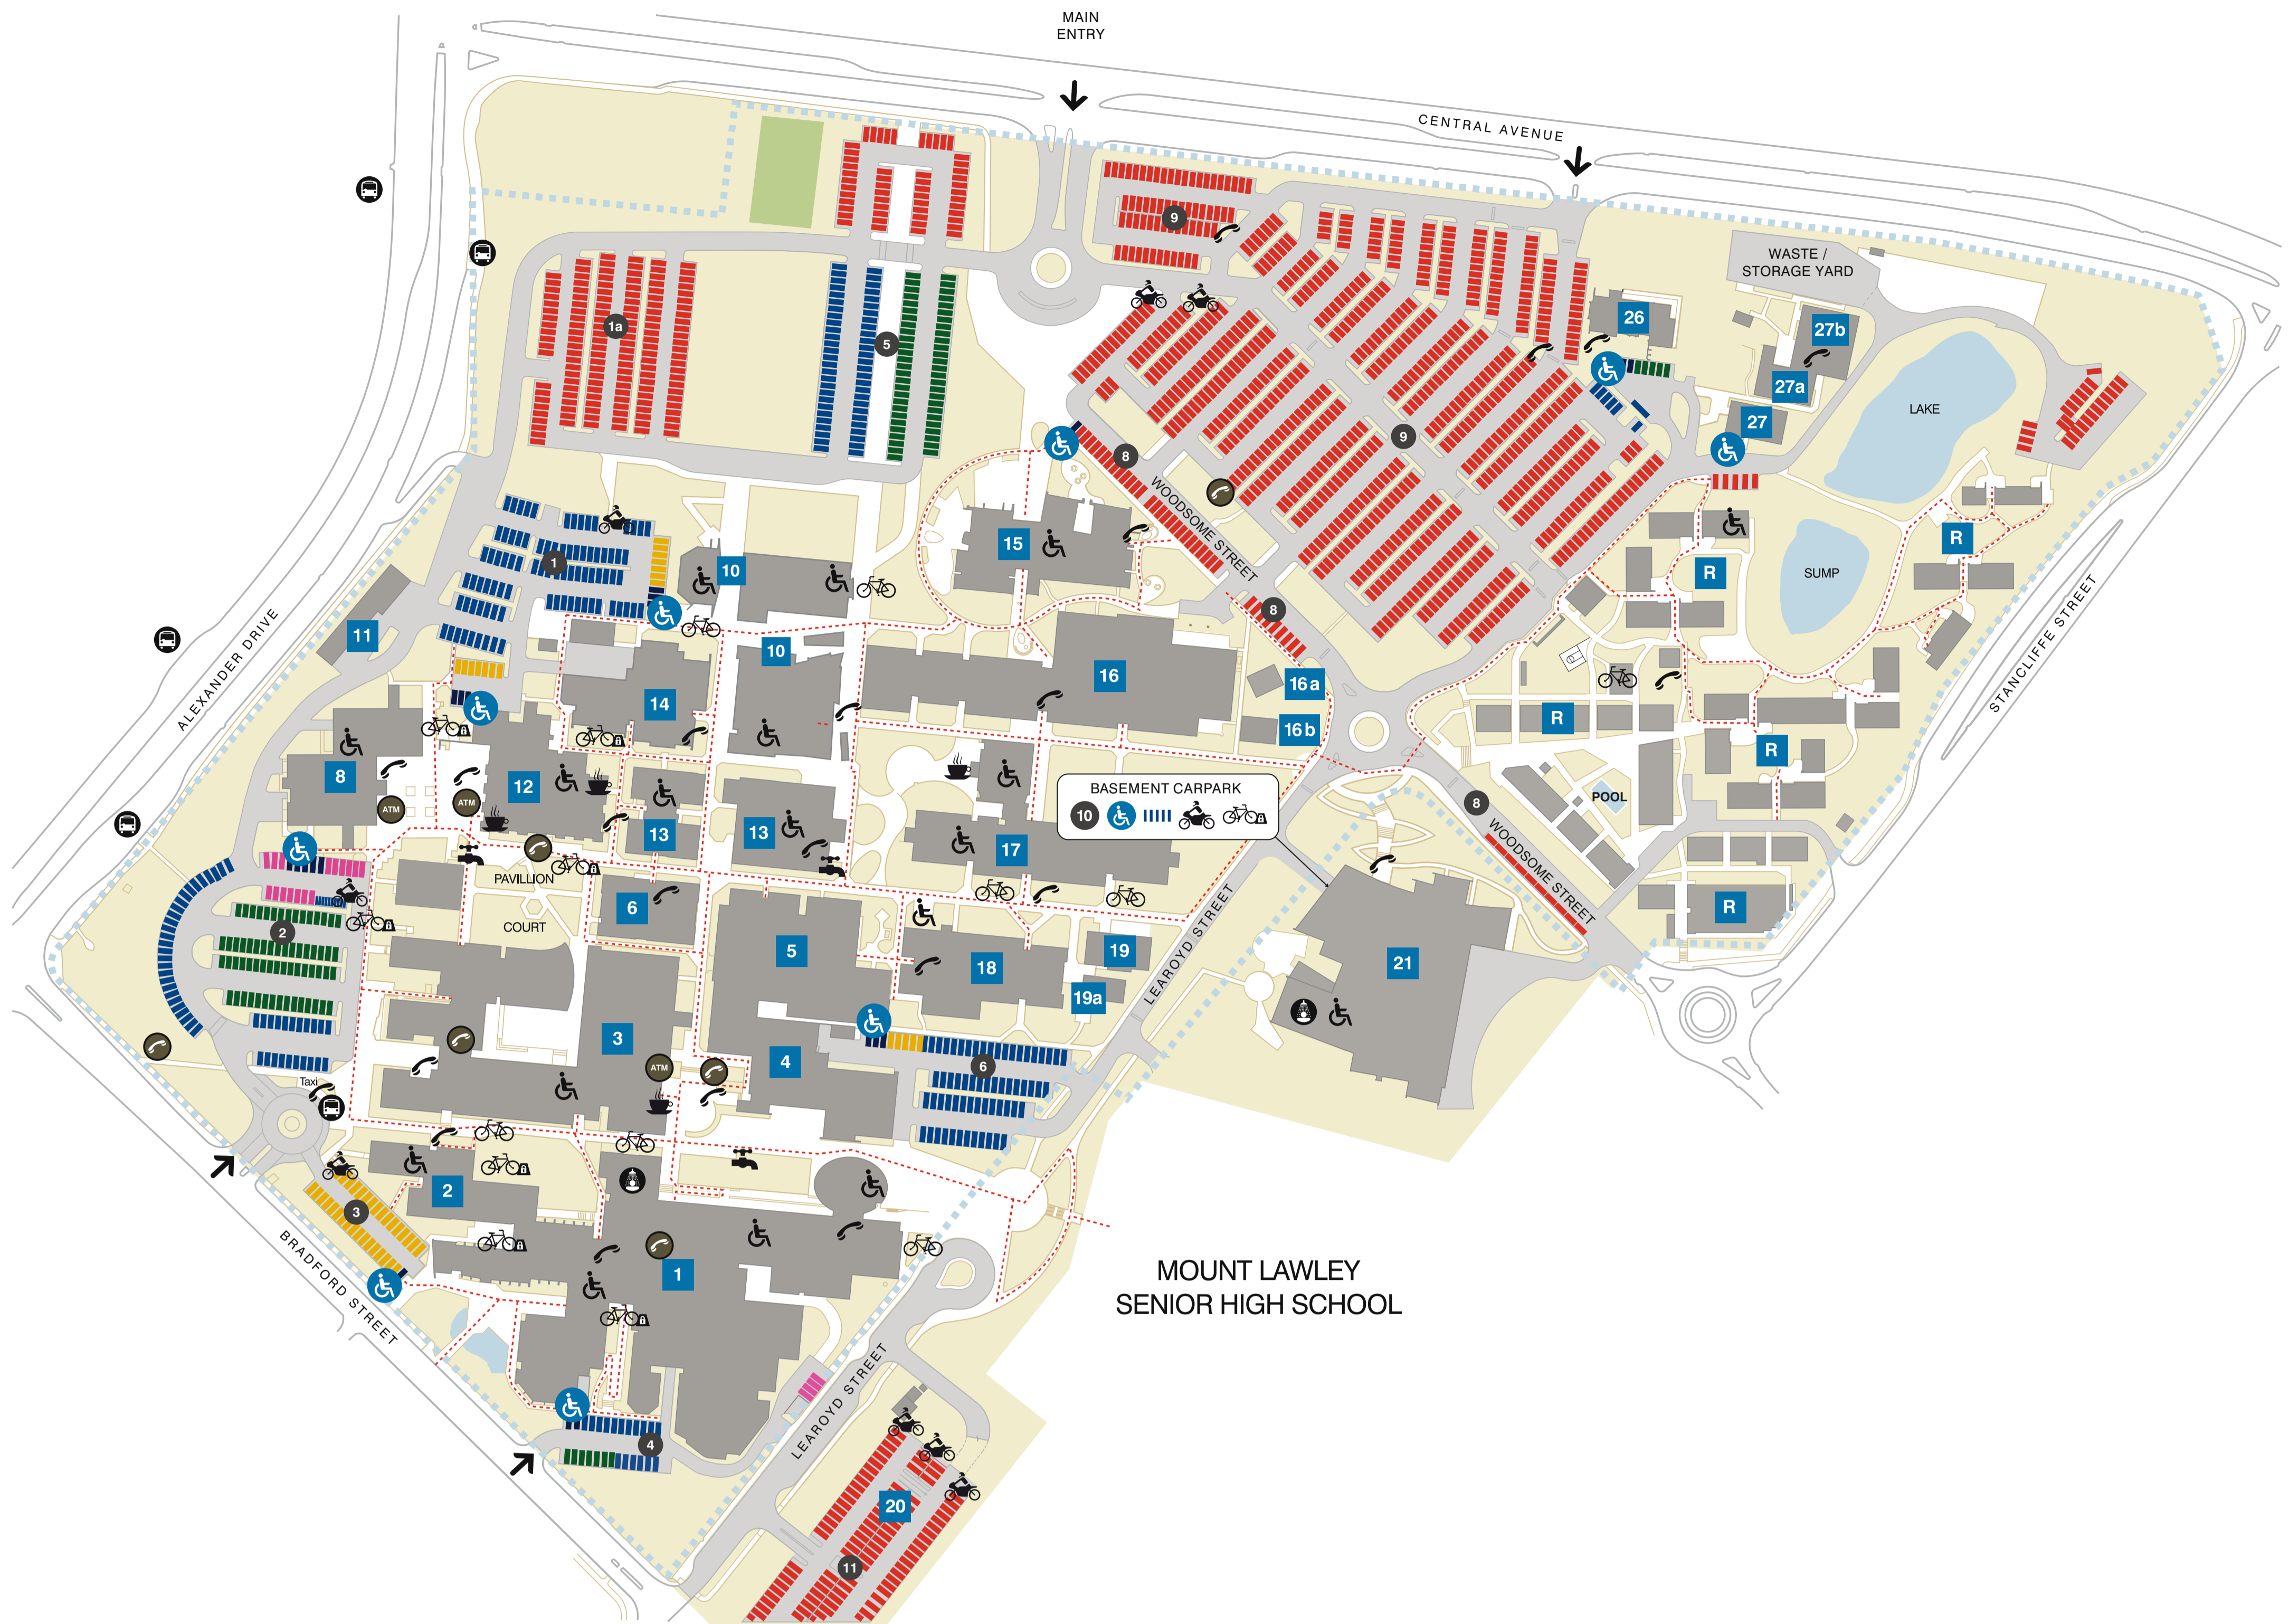 MAIN
ENTRY
CENTRAL AVENUE
WASTE /
STORAGE YARD
9
26
27b
1a
5
27a
LAKE
27
9
8
WOODSOME STREET
1
10
15
R
R
SUMP
8
11
10
16
16a
14
16b
R
R
ALEXANDER DRIVE
STANCLIFFE STREET
8
12
ATM
ATM
13
13
17
BASEMENT CARPARK
10
POOL
8
WOODSOME STREET
PAVILLION
COURT
2
6
5
18
19
19a
LEAROYD STREET
21
R
3
ATM
4
6
Taxi
2
3
BRADFORD STREET
1
MOUNT LAWLEY
SENIOR HIGH SCHOOL
4
LEAROYD STREET
20
11